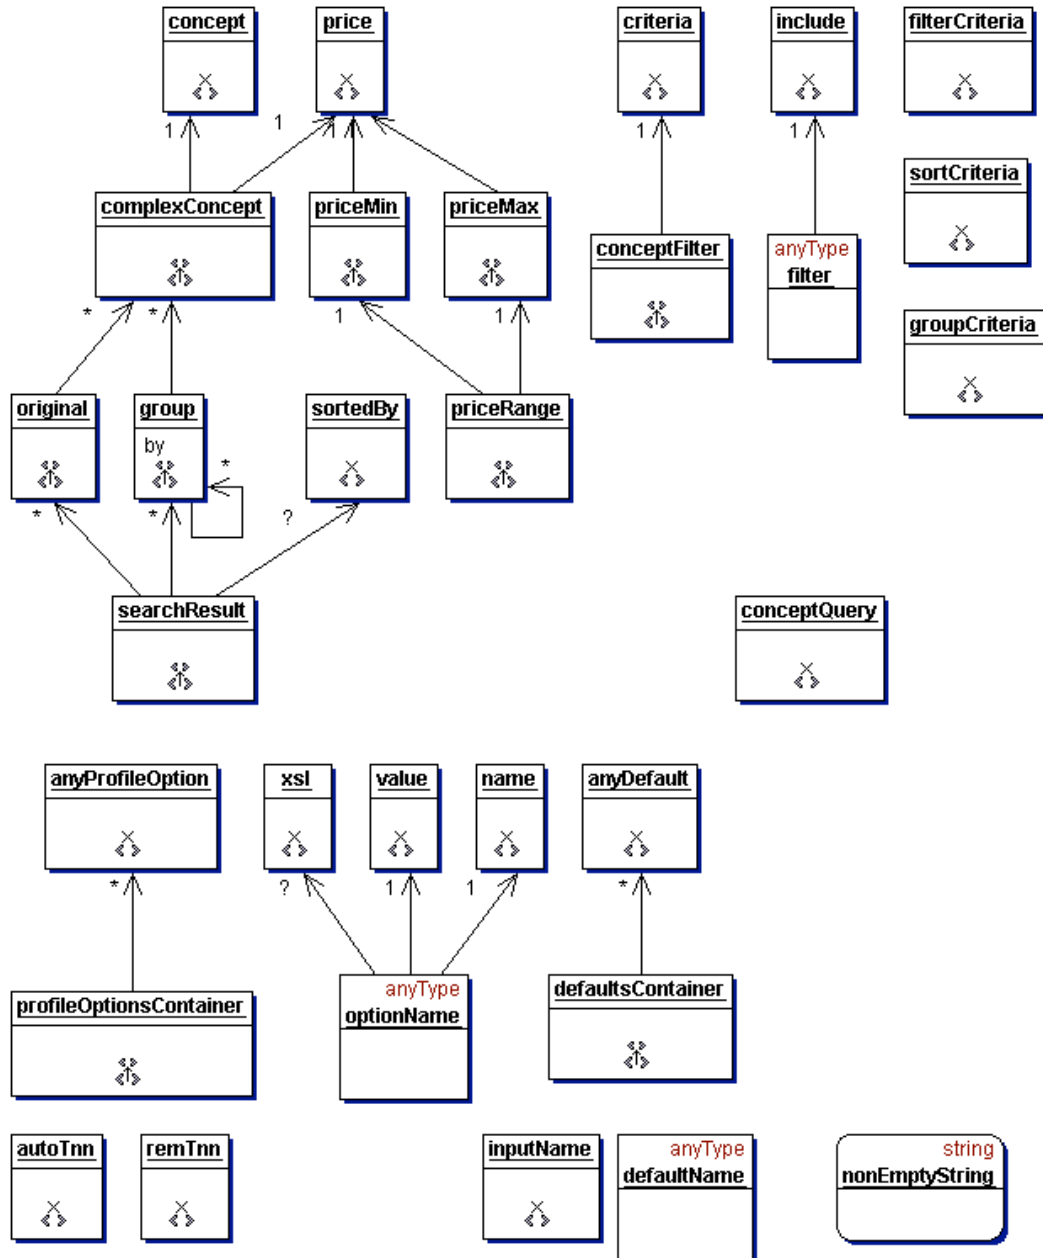 concept
price
criteria
include
filterCriteria
1
1
1
1
1
sortCriteria
complexConcept
priceMin
priceMax
conceptFilter
anyType
filter
*
*
1
1
groupCriteria
original
group
sortedBy
priceRange
by
*
*
*
?
searchResult
conceptQuery
anyProfileOption
xsl
value
name
anyDefault
*
?
1
1
*
profileOptionsContainer
anyType
optionName
defaultsContainer
autoTnn
remTnn
inputName
anyType
defaultName
string
nonEmptyString